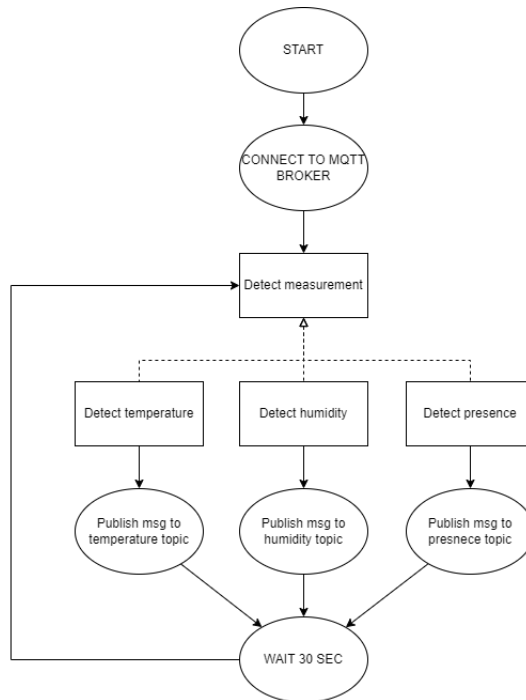 START
CONNECT TO MQTT
BROKER
Detect measurement
Detect temperature
Detect humidity
Detect presence
Publish msg to
temperature topic
Publish msg to
humidity topic
Publish msg to
presnece topic
WAIT 30 SEC